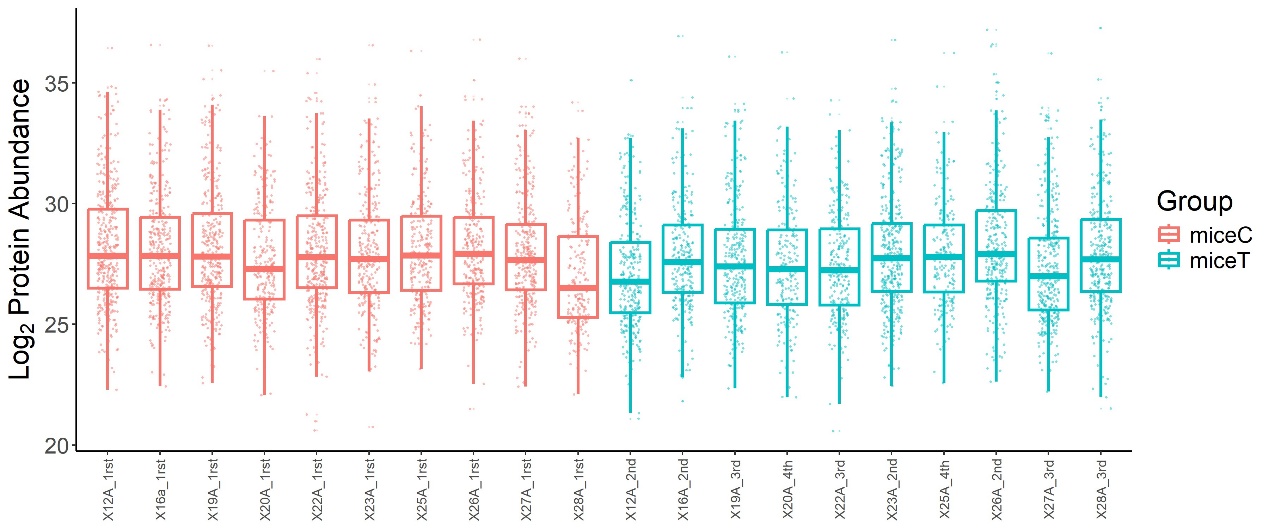 Log₂ Protein Abundance
35
30
25
20
X12A_1rst
X16a_1rst
X19A_1rst
X20A_1rst
X22A_1rst
X23A_1rst
X25A_1rst
X26A_1rst
X27A_1rst
X28A_1rst
X12A_2nd
X16A_2nd
X19A_3rd
X20A_4th
X22A_3rd
X23A_2nd
X25A_4th
X26A_2nd
X27A_3rd
X28A_3rd
Group
miceC
miceT